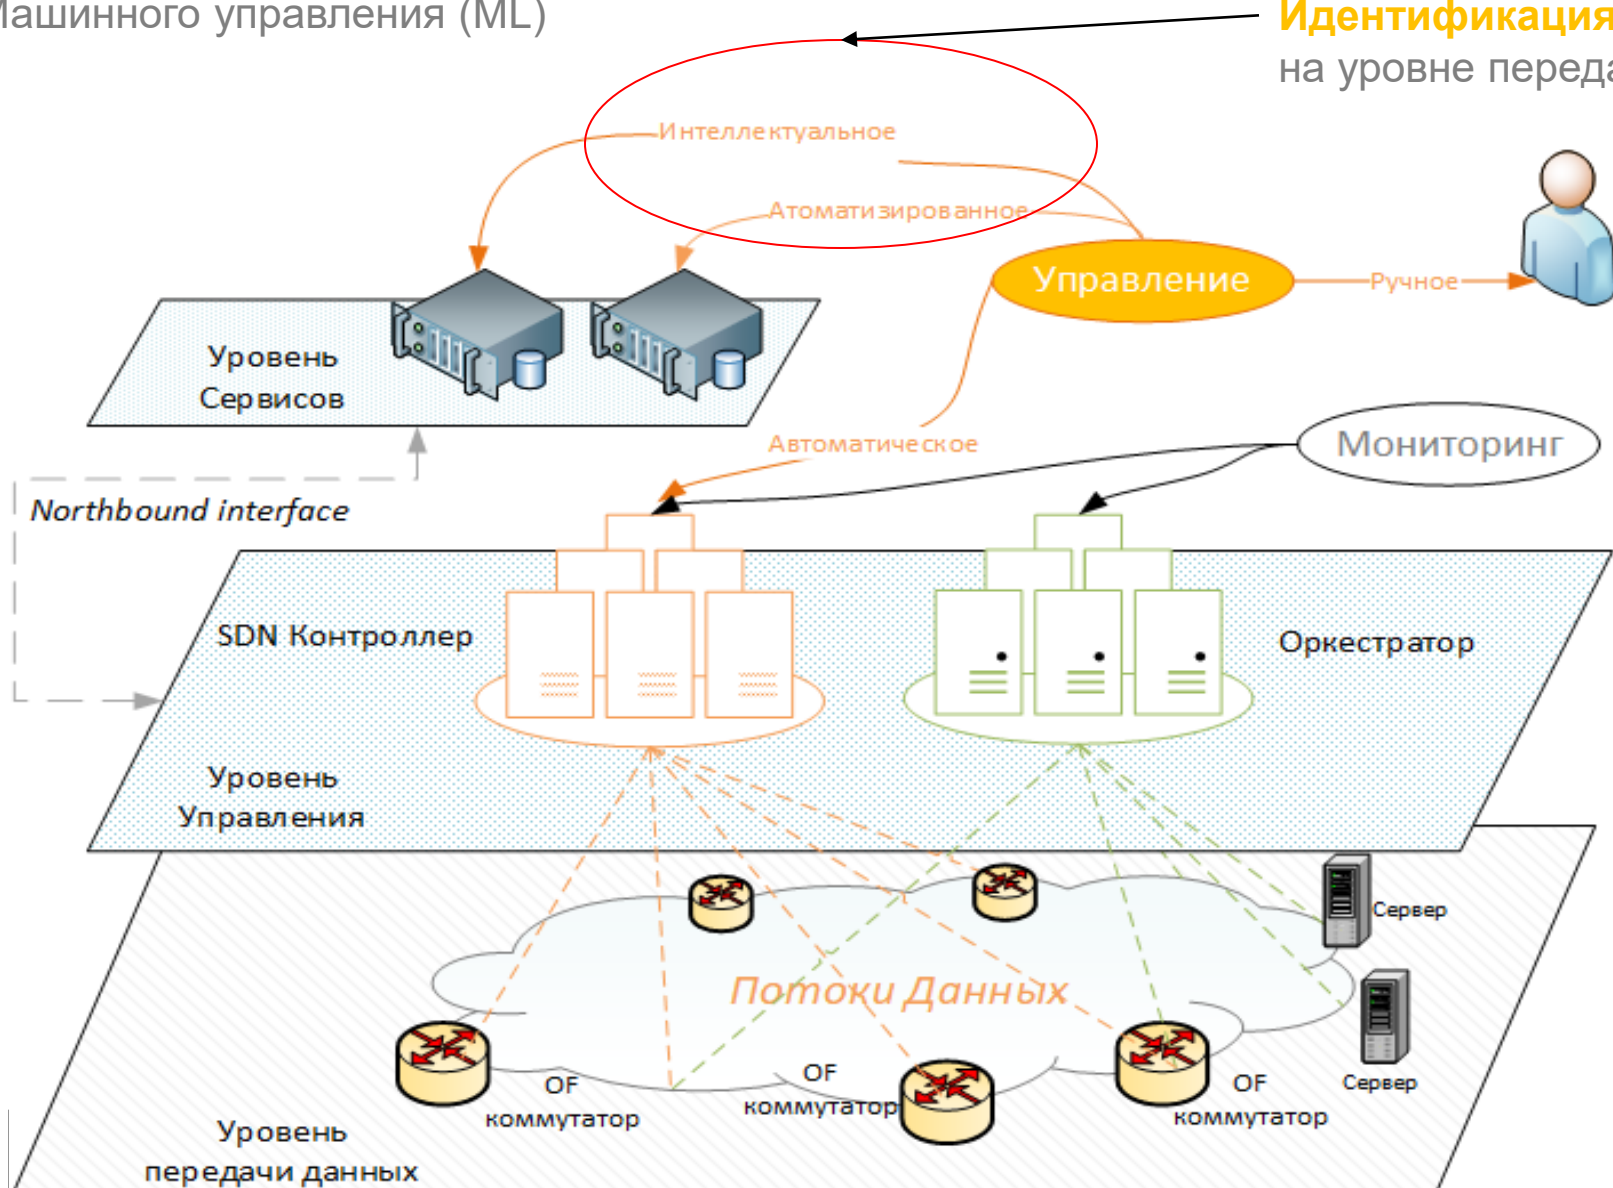 Машинного управления (ML)
Идентификация
на уровне переда
Интеллектуальное
Атоматизированное
Управление
Ручное
Уровень
Сервисов
Автоматическое
Мониторинг
Northbound interface
SDN Контроллер
Оркестратор
Уровень
Управления
Сервер
Потоки Данных
OF
коммутатор
OF
коммутатор
OF
коммутатор
Сервер
Уровень
передачи данных